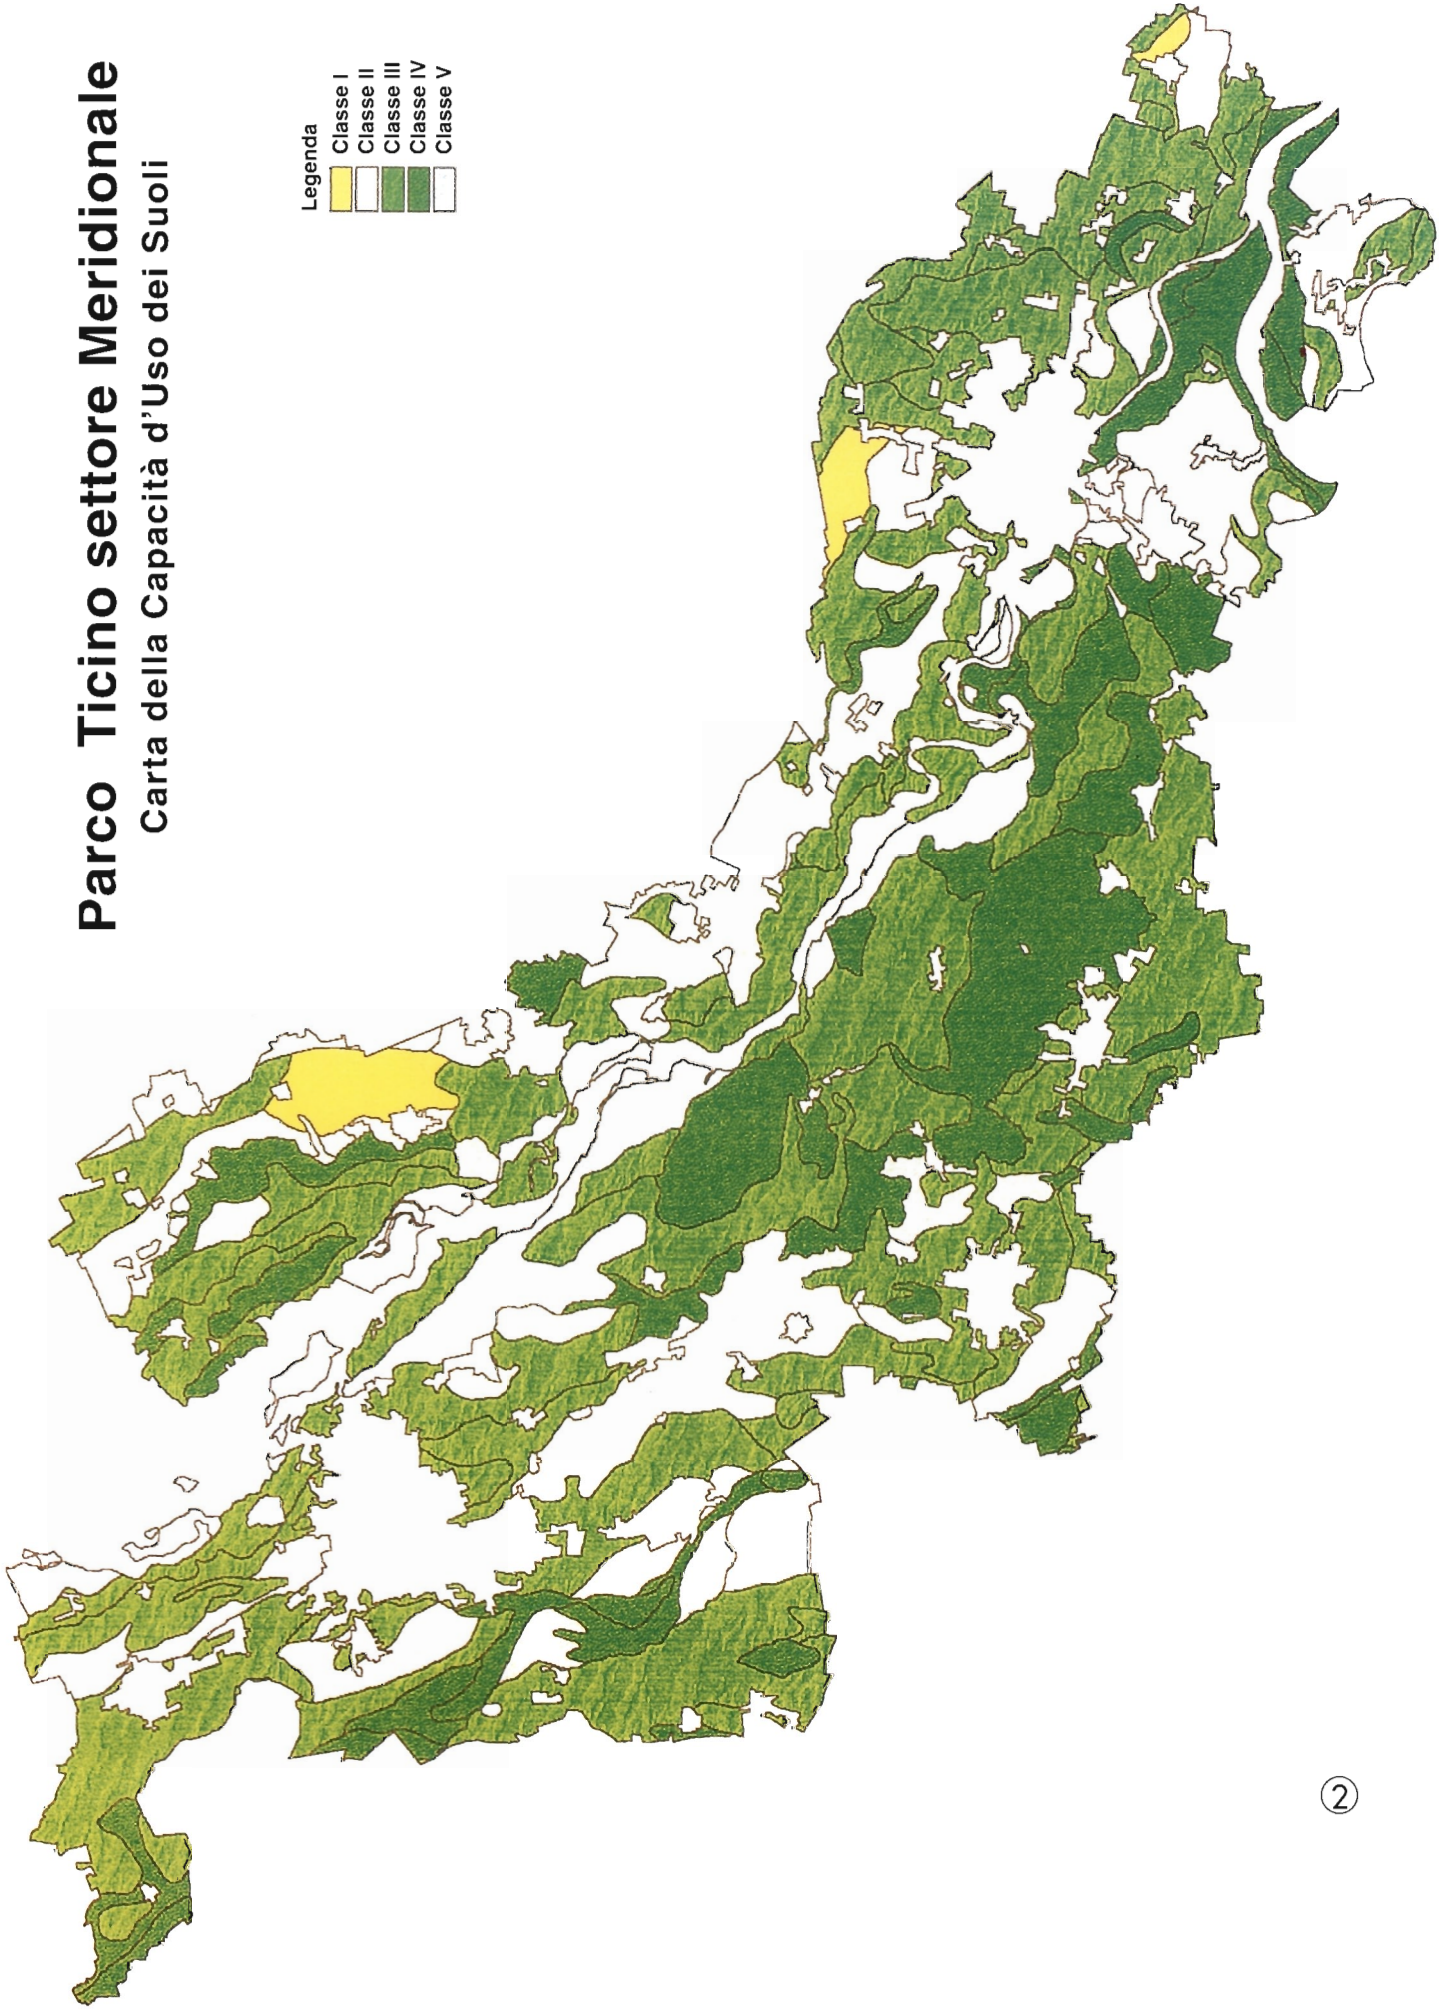 Parco Ticino settore Meridionale
Carta della Capacità d'Uso dei Suoli
Legenda
Classe I
Classe II
Classe III
Classe IV
Classe V
2